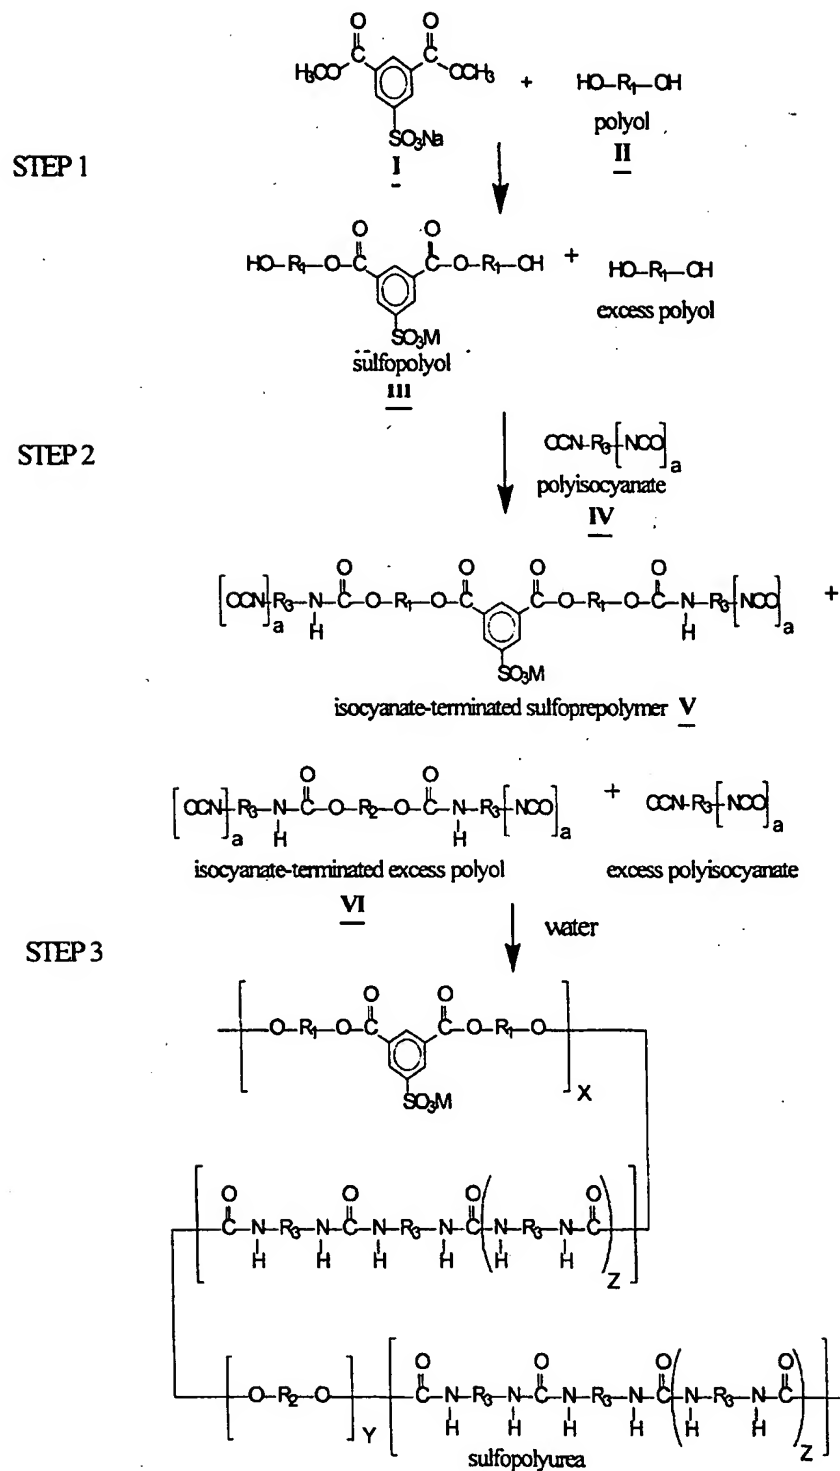 O O
H₃CO C C OCH₃ + HO-R₁-OH
polyol
II
SO₃Na
I
STEP 1
O O
HO-R₁-O-C C-O-R₁-OH + HO-R₁-OH
excess polyol
SO₃M
sulfopolyol
III
STEP 2
OCN-R₃[NCO]a
polyisocyanate
IV
O O O O
[OCN]a R₃-N-C-O-R₁-O-C C-O-R₁-O-C-N-R₃[NCO]a +
H H
SO₃M
isocyanate-terminated sulfoprepolymer V
O O
[OCN]a R₃-N-C-O-R₂-O-C-N-R₃[NCO]a + OCN-R₃[NCO]a
H H
isocyanate-terminated excess polyol excess polyisocyanate
VI
water
STEP 3
O O
[O-R₁-O-C C-O-R₁-O]X
SO₃M
O O O O
[C-N-R₃-N-C-N-R₃-N-C(N-R₃-N-C)Z]
H H H H H H
O O O O
[O-R₂-O]Y [C-N-R₃-N-C-N-R₃-N-C(N-R₃-N-C)Z]
H H H H H H
sulfopolyurea